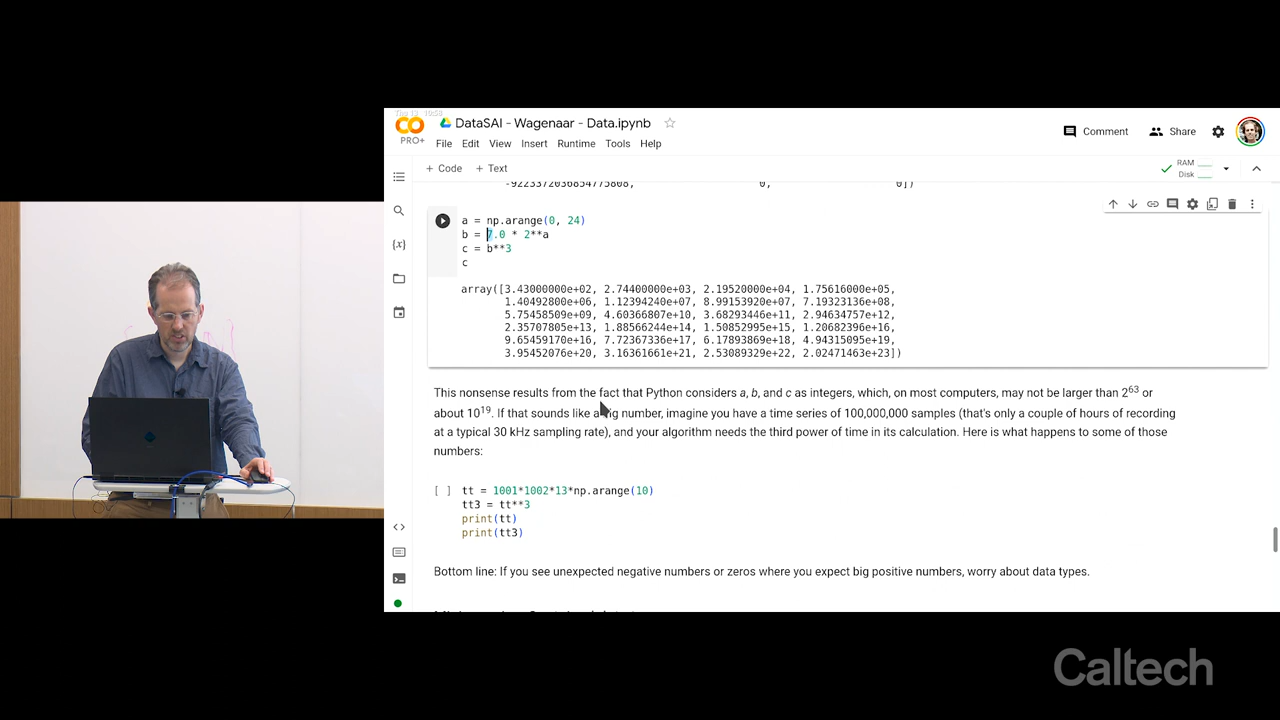 DataSAI - Wagenaar - Data.ipynb
PRO+
File Edit View Insert Runtime Tools Help
Comment Share
+ Code + Text
RAM
Disk
-9223372036854775808, 0, 0])
a = np.arange(0, 24)
b = 7.0 * 2**a
c = b**3
c
array([3.43000000e+02, 2.74400000e+03, 2.19520000e+04, 1.75616000e+05,
1.40492800e+06, 1.12394240e+07, 8.99153920e+07, 7.19323136e+08,
5.75458509e+09, 4.60366807e+10, 3.68293446e+11, 2.94634757e+12,
2.35707805e+13, 1.88566244e+14, 1.50852995e+15, 1.20682396e+16,
9.65459170e+16, 7.72367336e+17, 6.17893869e+18, 4.94315095e+19,
3.95452076e+20, 3.16361661e+21, 2.53089329e+22, 2.02471463e+23])
This nonsense results from the fact that Python considers a, b, and c as integers, which, on most computers, may not be larger than 2^63 or
about 10^19. If that sounds like a big number, imagine you have a time series of 100,000,000 samples (that's only a couple of hours of recording
at a typical 30 kHz sampling rate), and your algorithm needs the third power of time in its calculation. Here is what happens to some of those
numbers:
[ ] tt = 1001*1002*13*np.arange(10)
tt3 = tt**3
print(tt)
print(tt3)
Bottom line: If you see unexpected negative numbers or zeros where you expect big positive numbers, worry about data types.
Caltech